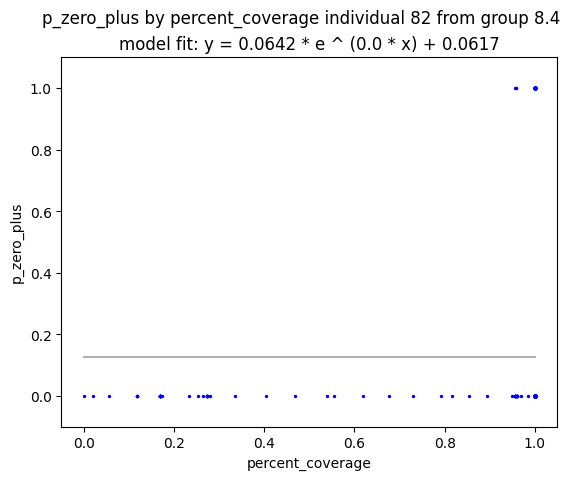 p_zero_plus by percent_coverage individual 82 from group 8.4
model fit: y = 0.0642 * e ^ (0.0 * x) + 0.0617
1.0
0.8
0.6
0.4
0.2
0.0
p_zero_plus
0.0 0.2 0.4 0.6 0.8 1.0
percent_coverage